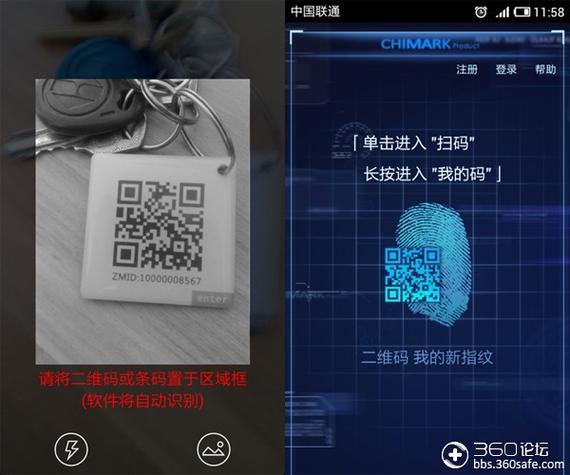 ZMID:10000008567
enter
请将二维码或条码置于区域框
(软件将自动识别)
中国联通
11:58
CHIMARK Product
注册 登录 帮助
「单击进入 "扫码"
长按进入 "我的码"」
二维码 我的新指纹
360论坛
bbs.360safe.com